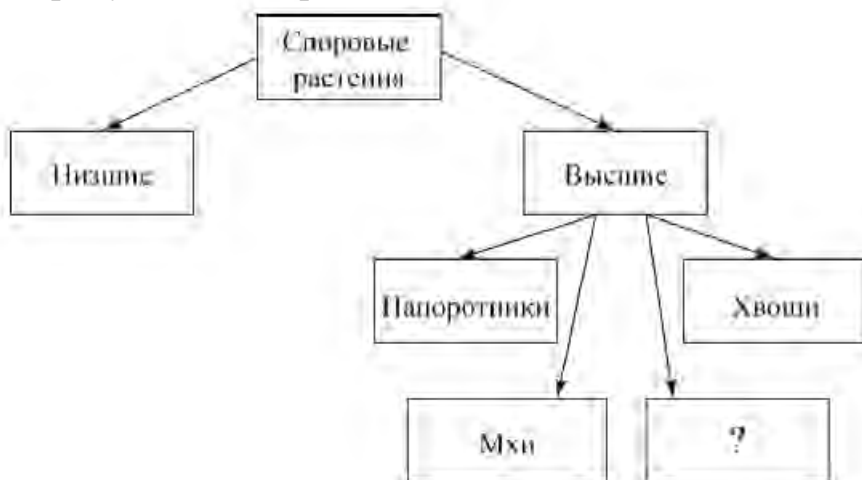 Споровые
растения
Низшие
Высшие
Папоротники
Хвощи
Мхи
?